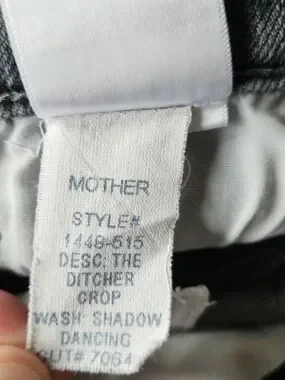 MOTHER
STYLE#
1449-515
DESC: THE
DITCHER
CROP
WASH: SHADOW
DANCING
CUT# 7064